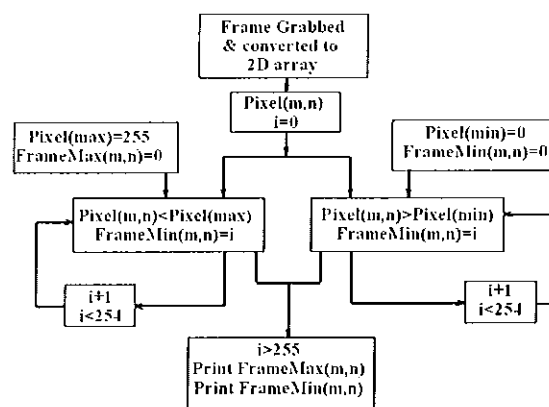 Frame Grabbed
& converted to
2D array
Pixel(m,n)
i=0
Pixel(max)=255
FrameMax(m,n)=0
Pixel(min)=0
FrameMin(m,n)=0
Pixel(m,n)<Pixel(max)
FrameMin(m,n)=i
Pixel(m,n)>Pixel(min)
FrameMin(m,n)=i
i+1
i<254
i+1
i<254
i>255
Print FrameMax(m,n)
Print FrameMin(m,n)